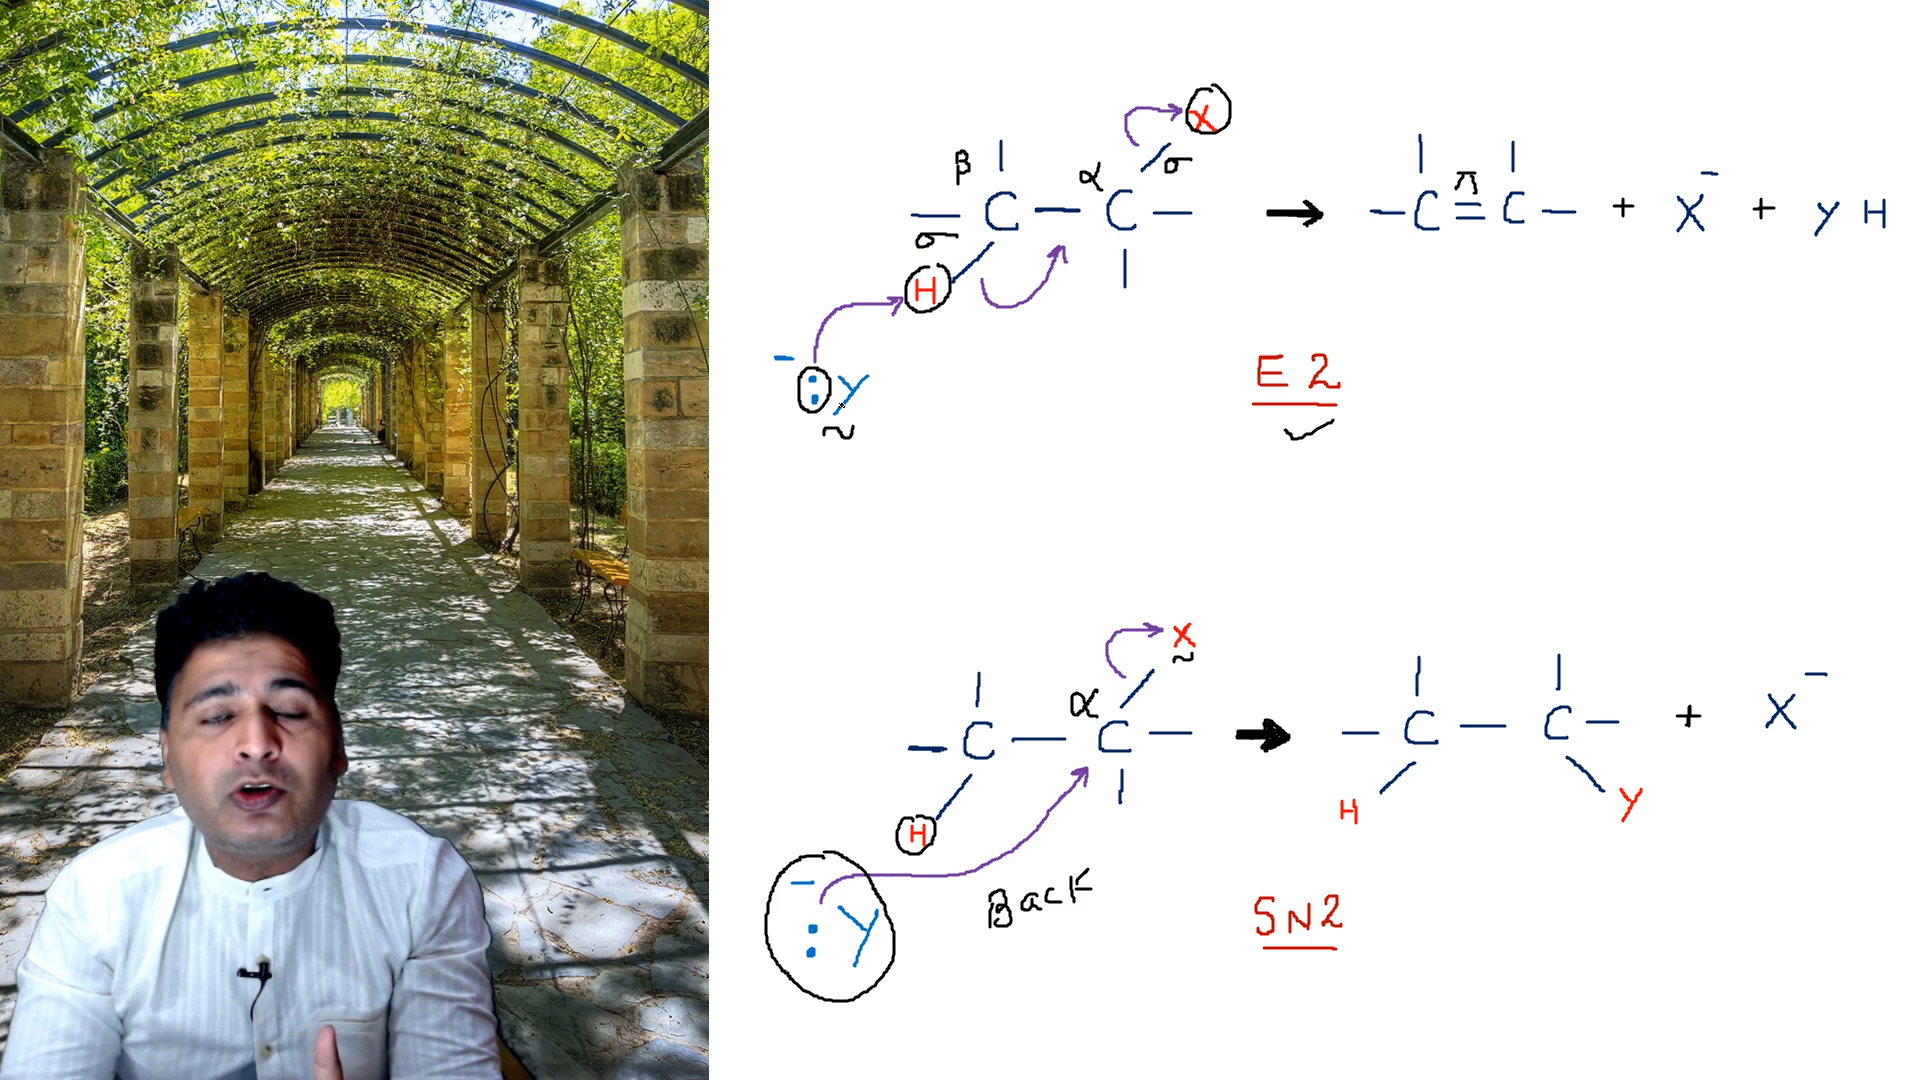 X
β α σ
C — C — → — C = C — + X⁻ + Y H
π
σ
H
− : Y
~
E 2
X
~
α
— C — C — → — C — C — + X⁻
H H Y
− : Y
Back
SN2